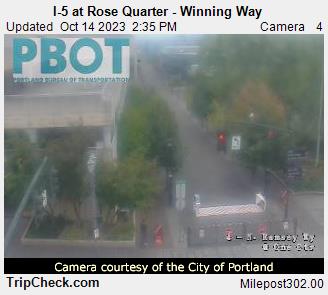 I-5 at Rose Quarter - Winning Way
Updated Oct 14 2023 2:35 PM Camera 4
PBOT
PORTLAND BUREAU OF TRANSPORTATION
Camera courtesy of the City of Portland
TripCheck.com Milepost302.00